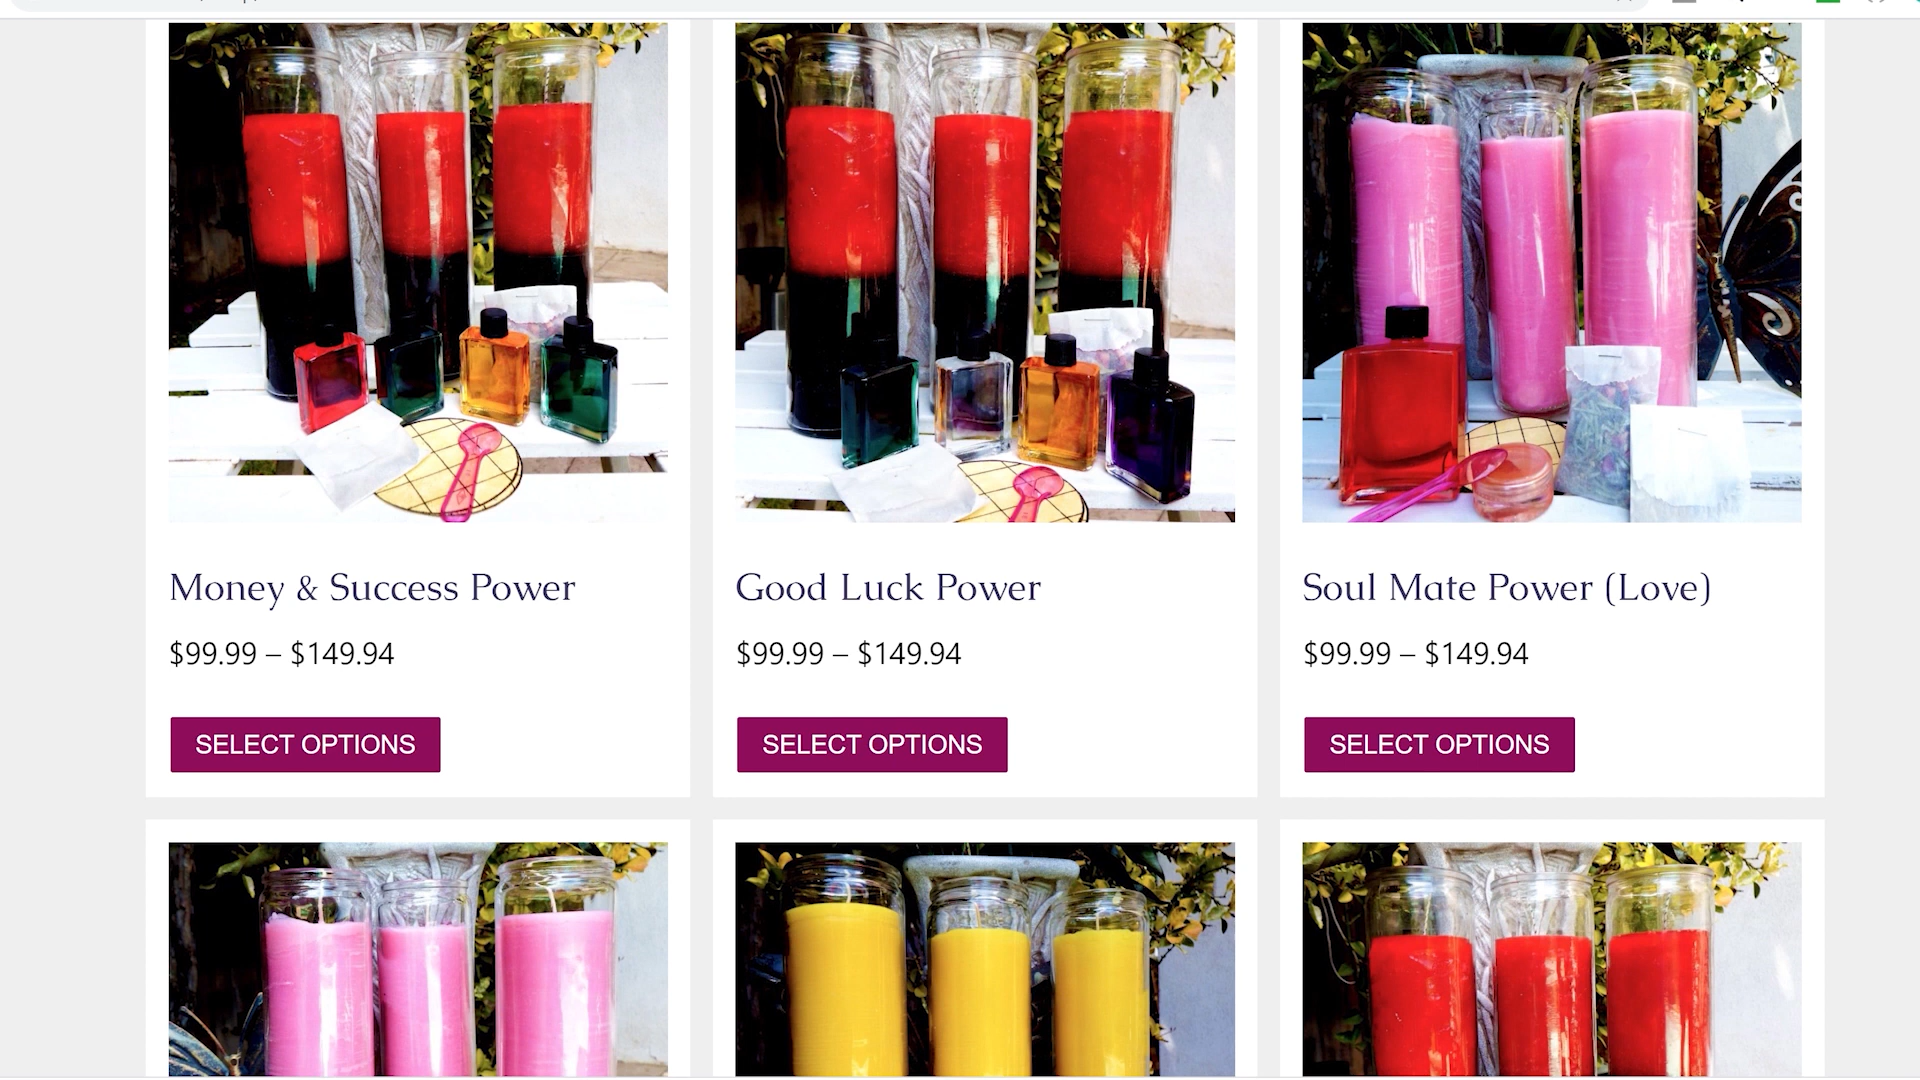 Money & Success Power
$99.99 – $149.94
SELECT OPTIONS
Good Luck Power
$99.99 – $149.94
SELECT OPTIONS
Soul Mate Power (Love)
$99.99 – $149.94
SELECT OPTIONS